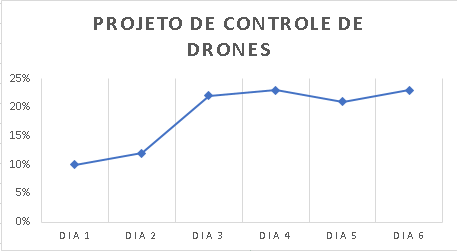 PROJETO DE CONTROLE DE
DRONES
25%
20%
15%
10%
5%
0%
DIA 1 DIA 2 DIA 3 DIA 4 DIA 5 DIA 6